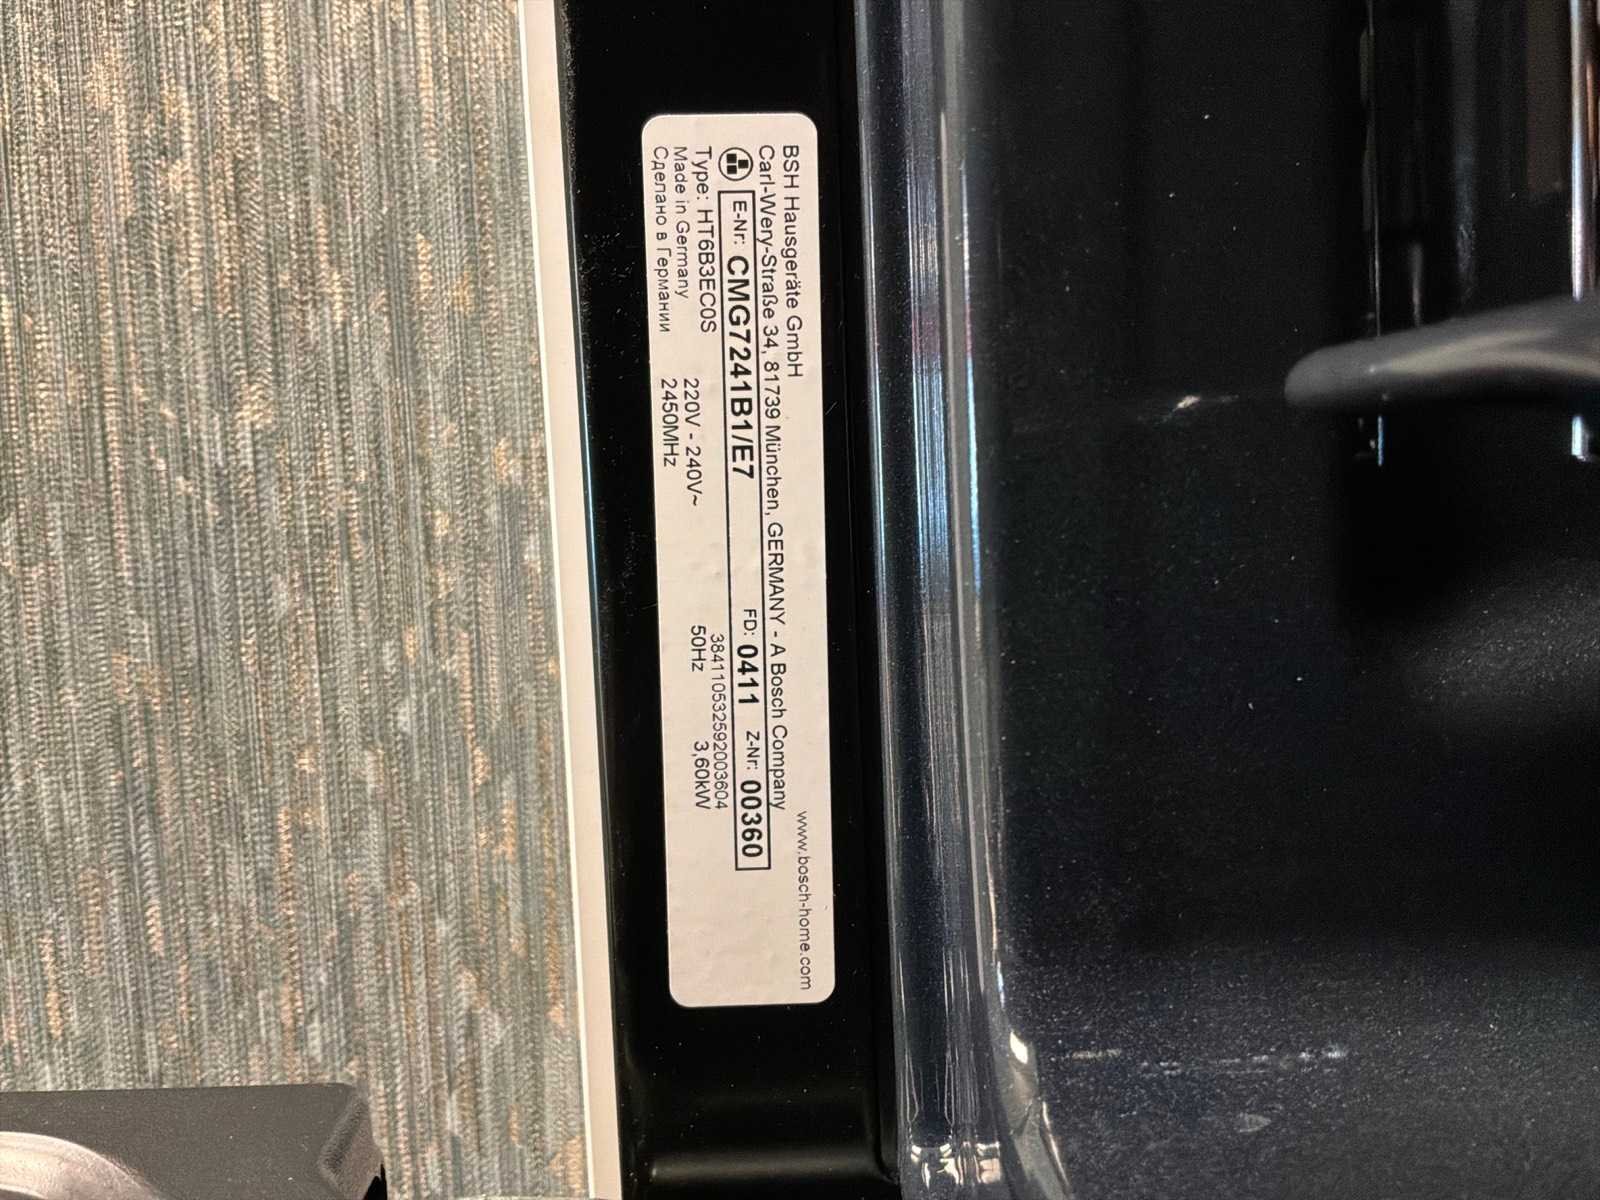 BSH Hausgeräte GmbH
www.bosch-home.com
Carl-Wery-Straße 34, 81739 München, GERMANY - A Bosch Company
E-Nr: CMG7241B1/E7 FD: 0411 Z-Nr: 00360
384110532592003604
Type: HT6B3EC0S 220V - 240V~ 50Hz 3,60kW
Made in Germany 2450MHz
Сделано в Германии